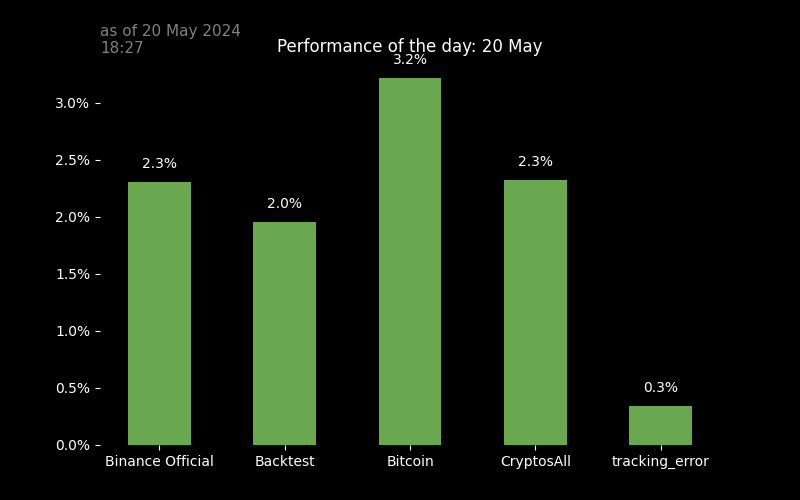 as of 20 May 2024
18:27
Performance of the day: 20 May
3.2%
3.0%
2.5%
2.3%
2.3%
2.0%
2.0%
1.5%
1.0%
0.5%
0.3%
0.0%
Binance Official
Backtest
Bitcoin
CryptosAll
tracking_error